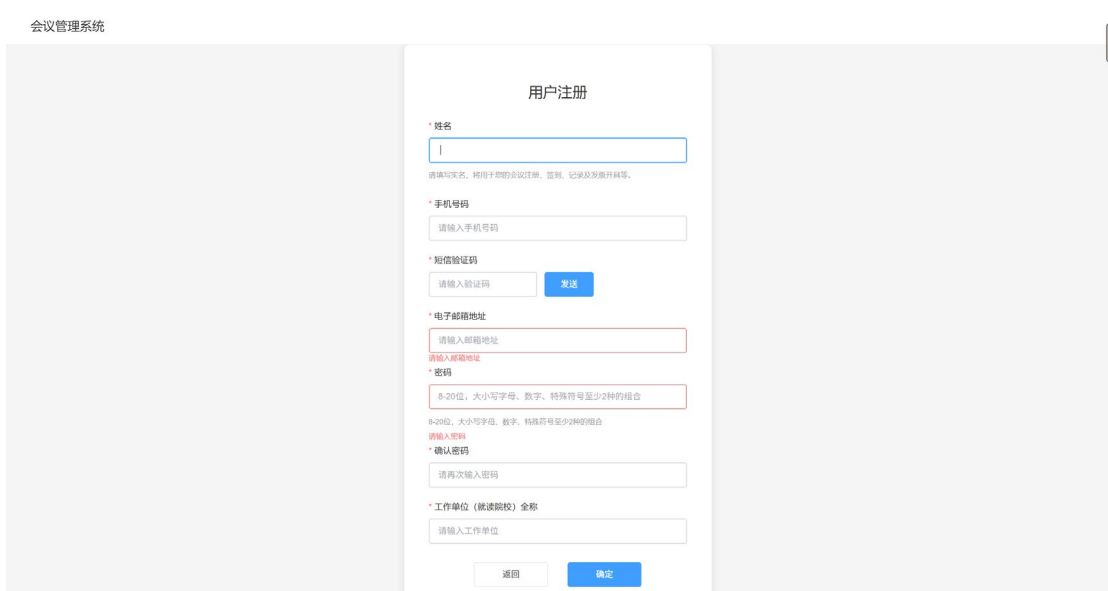 会议管理系统
用户注册
* 姓名
请填写实名，将用于您的会议注册、签到、记录及发票开具等。
* 手机号码
请输入手机号码
* 短信验证码
请输入验证码 发送
* 电子邮箱地址
请输入邮箱地址
请输入邮箱地址
* 密码
8-20位，大小写字母、数字、特殊符号至少2种的组合
8-20位，大小写字母、数字、特殊符号至少2种的组合
请输入密码
* 确认密码
请再次输入密码
* 工作单位（就读院校）全称
请输入工作单位
返回 确定